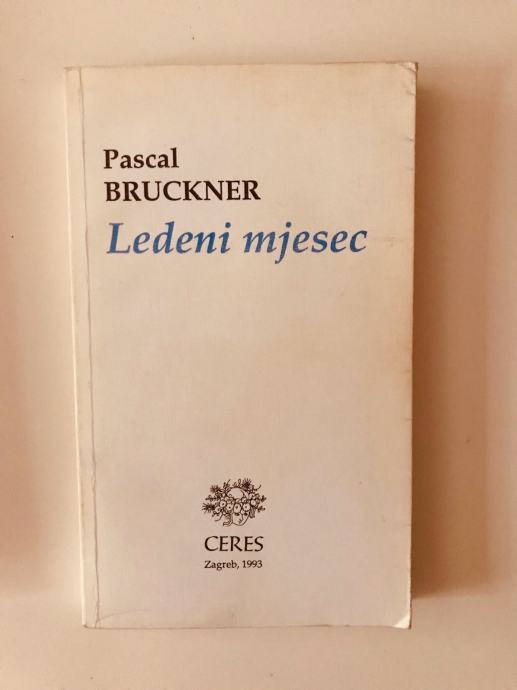 Pascal
BRUCKNER
Ledeni mjesec
CERES
Zagreb, 1993